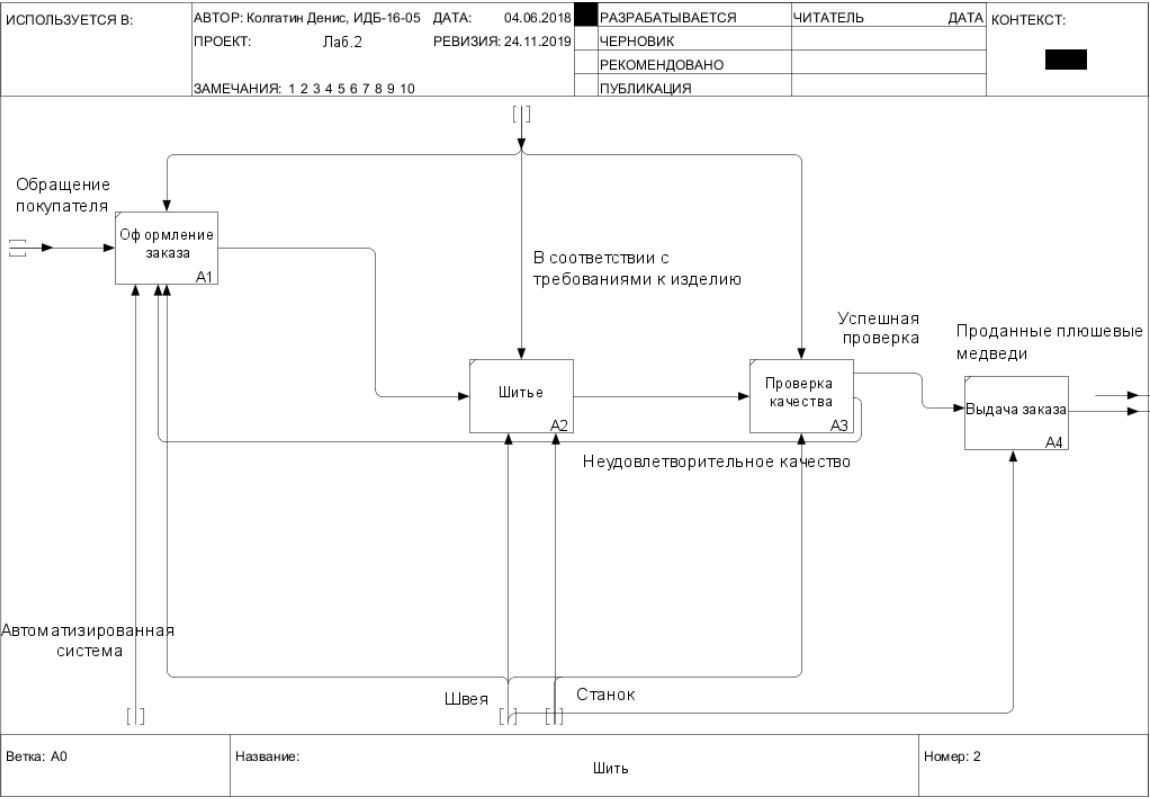 ИСПОЛЬЗУЕТСЯ В:
АВТОР: Колгатин Денис, ИДБ-16-05 ДАТА: 04.06.2018
ПРОЕКТ: Лаб.2 РЕВИЗИЯ: 24.11.2019
ЗАМЕЧАНИЯ: 1 2 3 4 5 6 7 8 9 10
РАЗРАБАТЫВАЕТСЯ
ЧЕРНОВИК
РЕКОМЕНДОВАНО
ПУБЛИКАЦИЯ
ЧИТАТЕЛЬ ДАТА
КОНТЕКСТ:
Обращение
покупателя
Оформление
заказа
A1
В соответствии с
требованиями к изделию
Шитье
A2
Успешная
проверка
Проверка
качества
A3
Проданные плюшевые
медведи
Выдача заказа
A4
Неудовлетворительное качество
Автоматизированная
система
Швея
Станок
Ветка: A0
Название:
Шить
Номер: 2